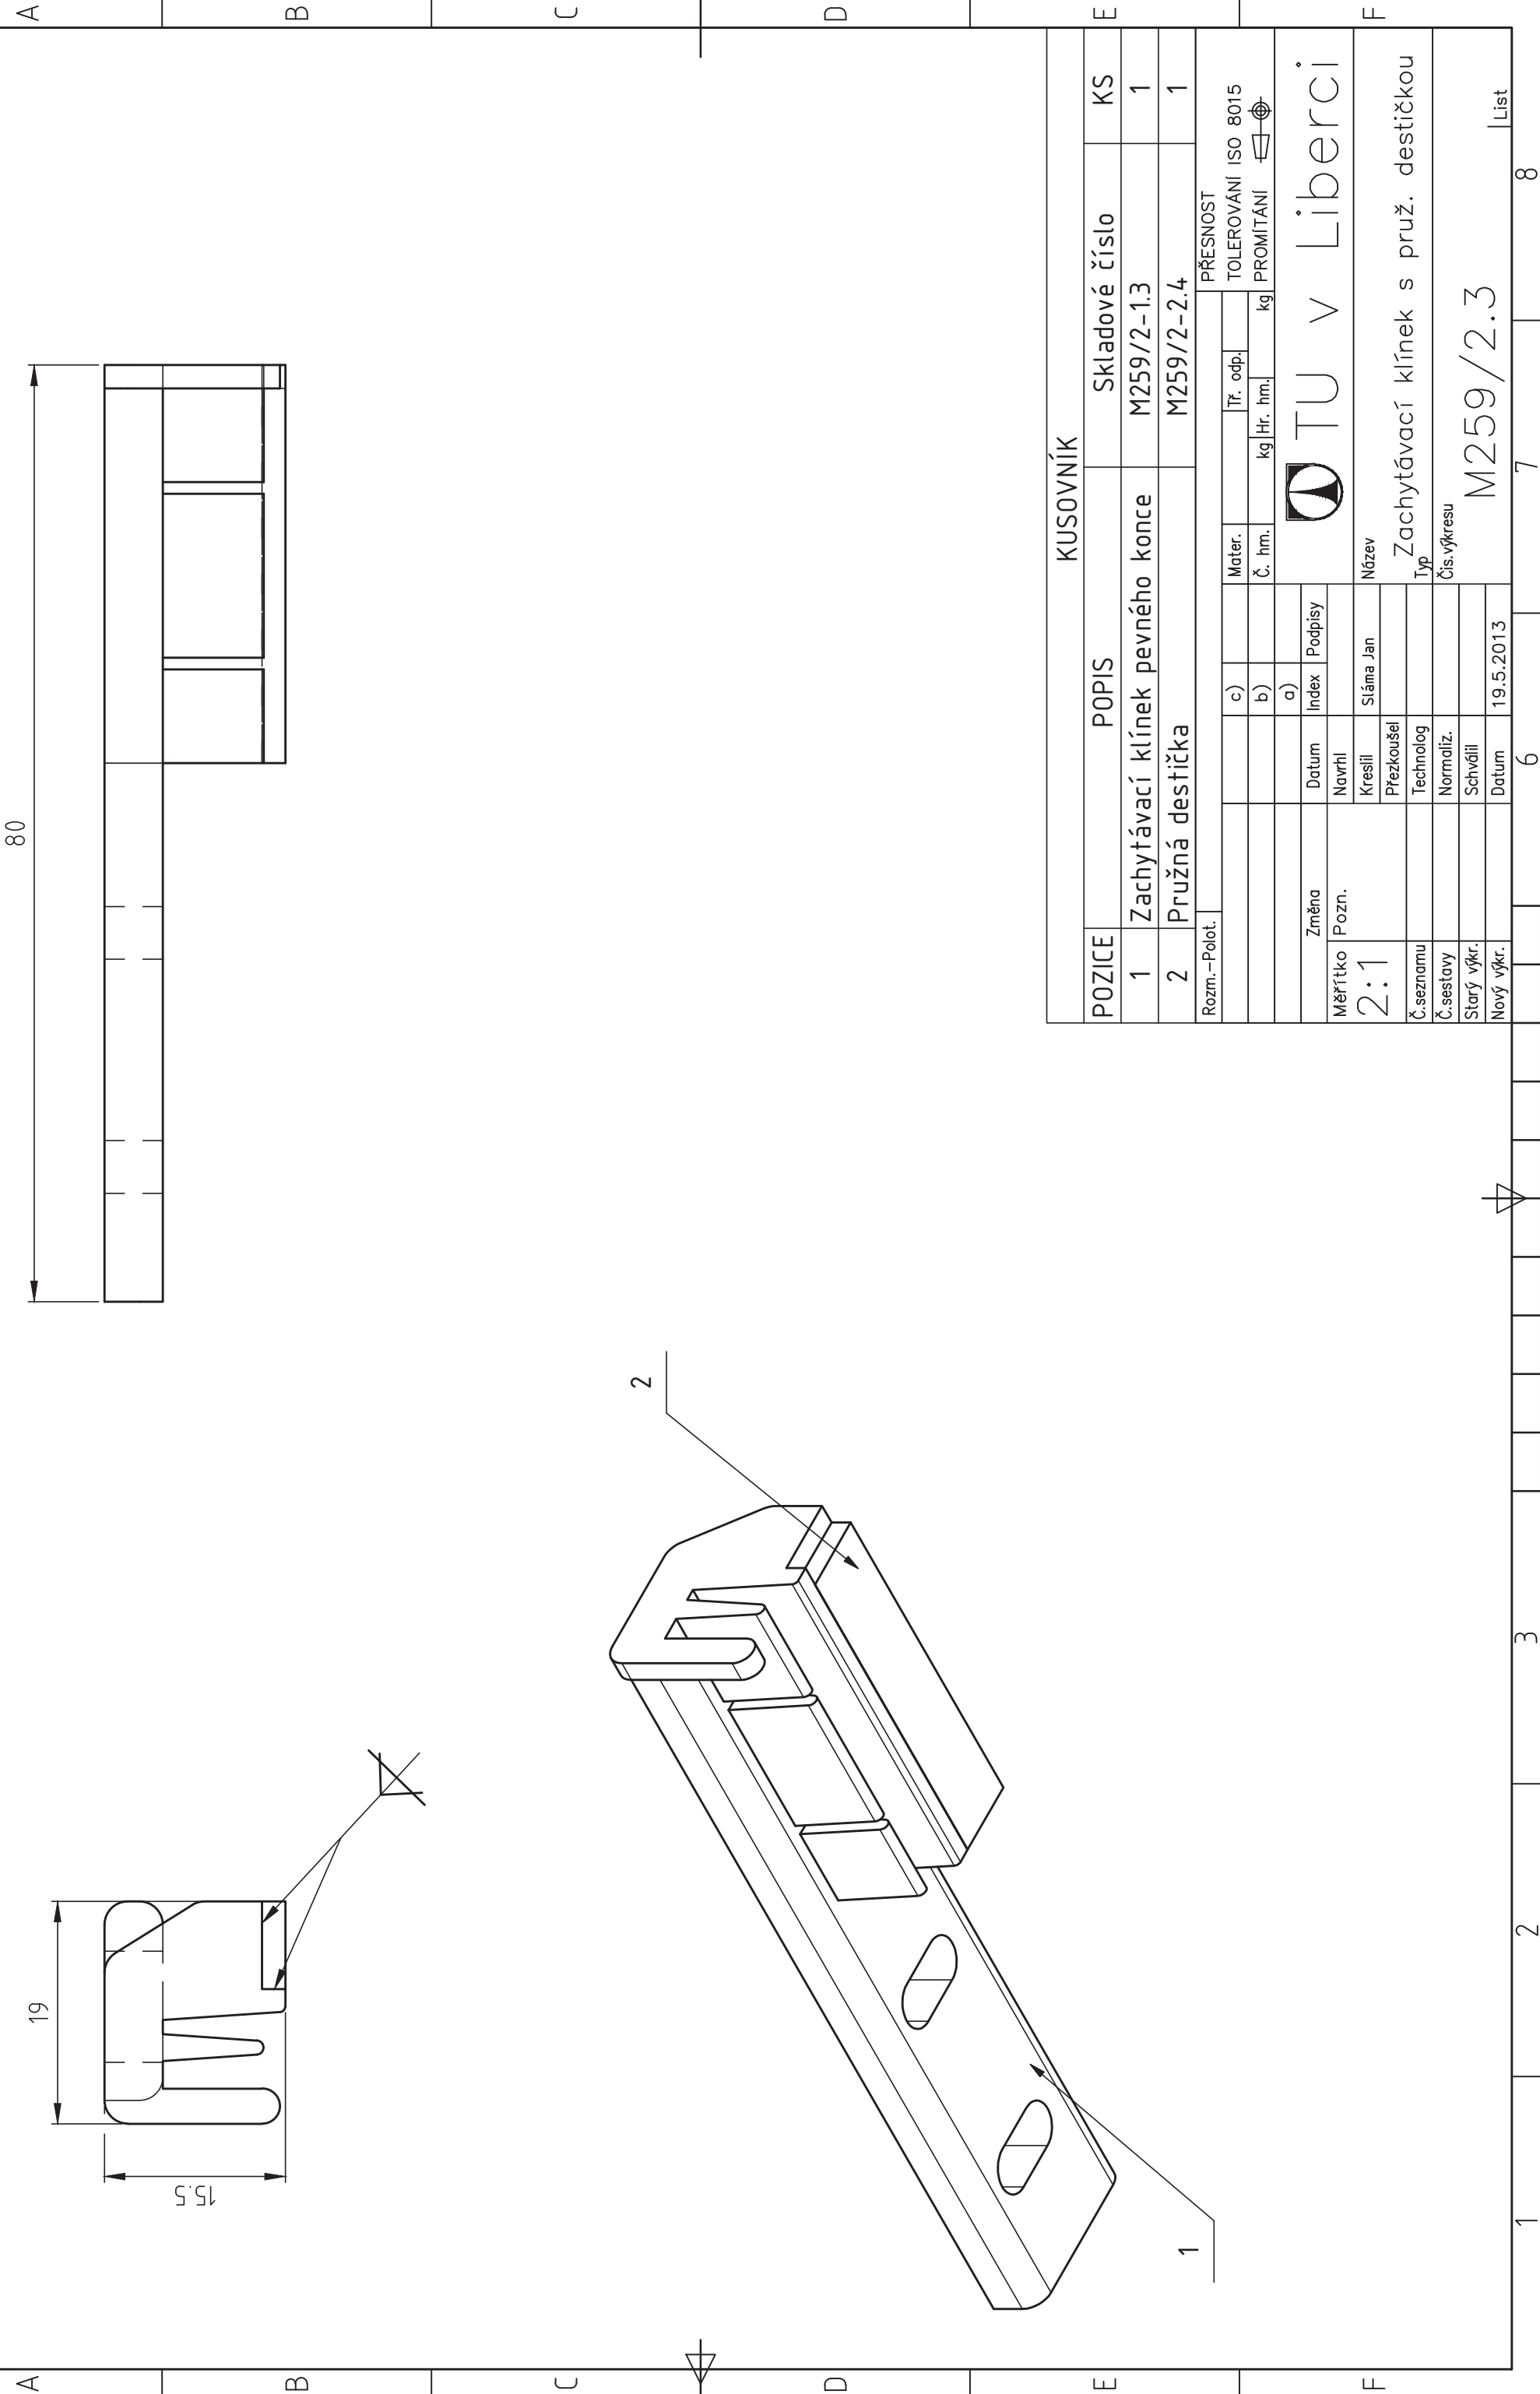 A
B
C
D
E
F
80
19
15.5
2
1
KUSOVNÍK
POZICE POPIS Skladové číslo KS
1 Zachytávací klínek pevného konce M259/2-1.3 1
2 Pružná destička M259/2-2.4 1
Rozm.-Polot. PŘESNOST
c) Mater. Tř. odp. TOLEROVÁNÍ ISO 8015
b) Č. hm. kg Hr. hm. kg PROMÍTÁNÍ
a)
Změna Datum Index Podpisy
TU v Liberci
Měřítko Pozn. Navrhl
2:1 Kreslil Sláma Jan Název
Přezkoušel
Zachytávací klínek s pruž. destičkou
Č.seznamu Technolog Typ
Č.sestavy Normaliz. Čis.výkresu
Starý výkr. Schválil
M259/2.3
Nový výkr. Datum 19.5.2013 List
1 2 3 6 7 8
A
B
C
D
E
F